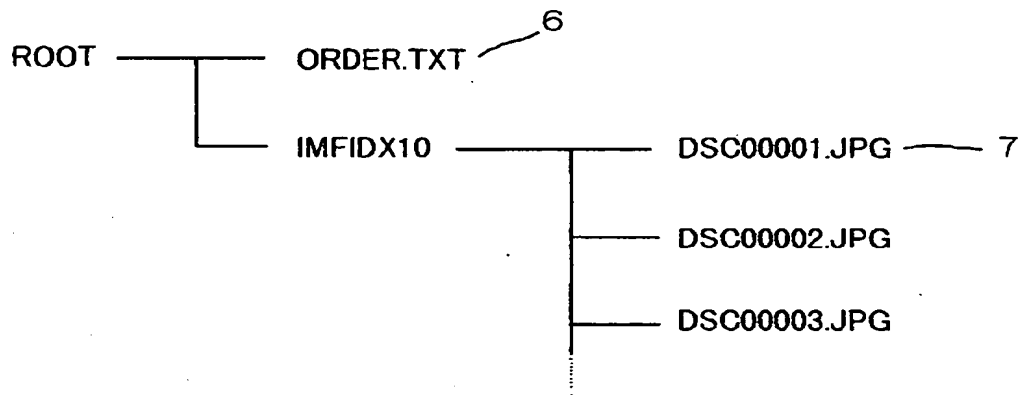 6
ROOT ORDER.TXT
IMFIDX10 DSC00001.JPG 7
DSC00002.JPG
DSC00003.JPG